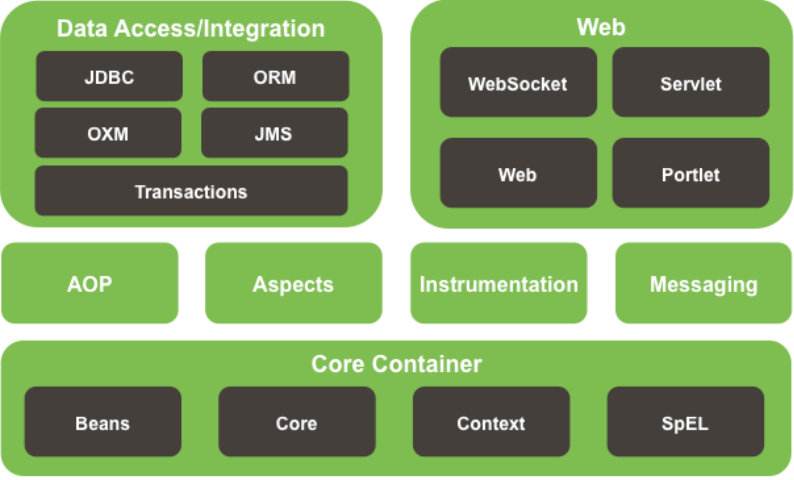 Data Access/Integration
JDBC
ORM
OXM
JMS
Transactions
Web
WebSocket
Servlet
Web
Portlet
AOP
Aspects
Instrumentation
Messaging
Core Container
Beans
Core
Context
SpEL